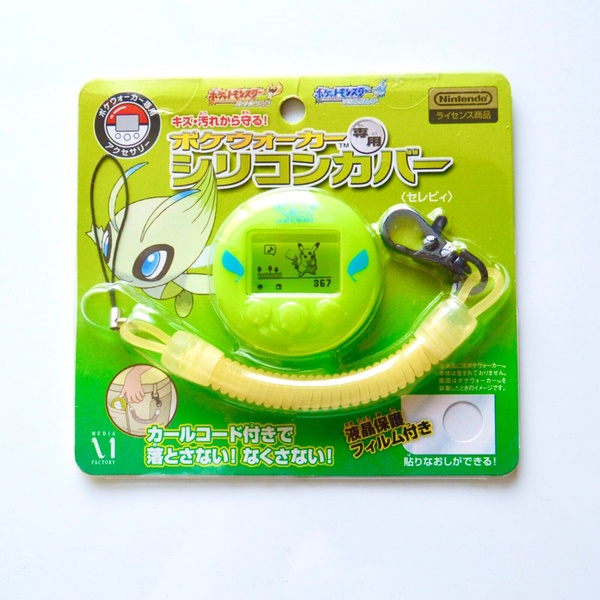 ポケットモンスター
ポケットモンスター
ポケウォーカー専用
アクセサリー
Nintendo
ライセンス商品
キズ・汚れから守る!
ポケウォーカー™専用
シリコンカバー
〈セレビィ〉
367
カールコード付きで
落とさない!なくさない!
液晶保護
フィルム付き
貼りなおしができる!
MEDIA
FACTORY